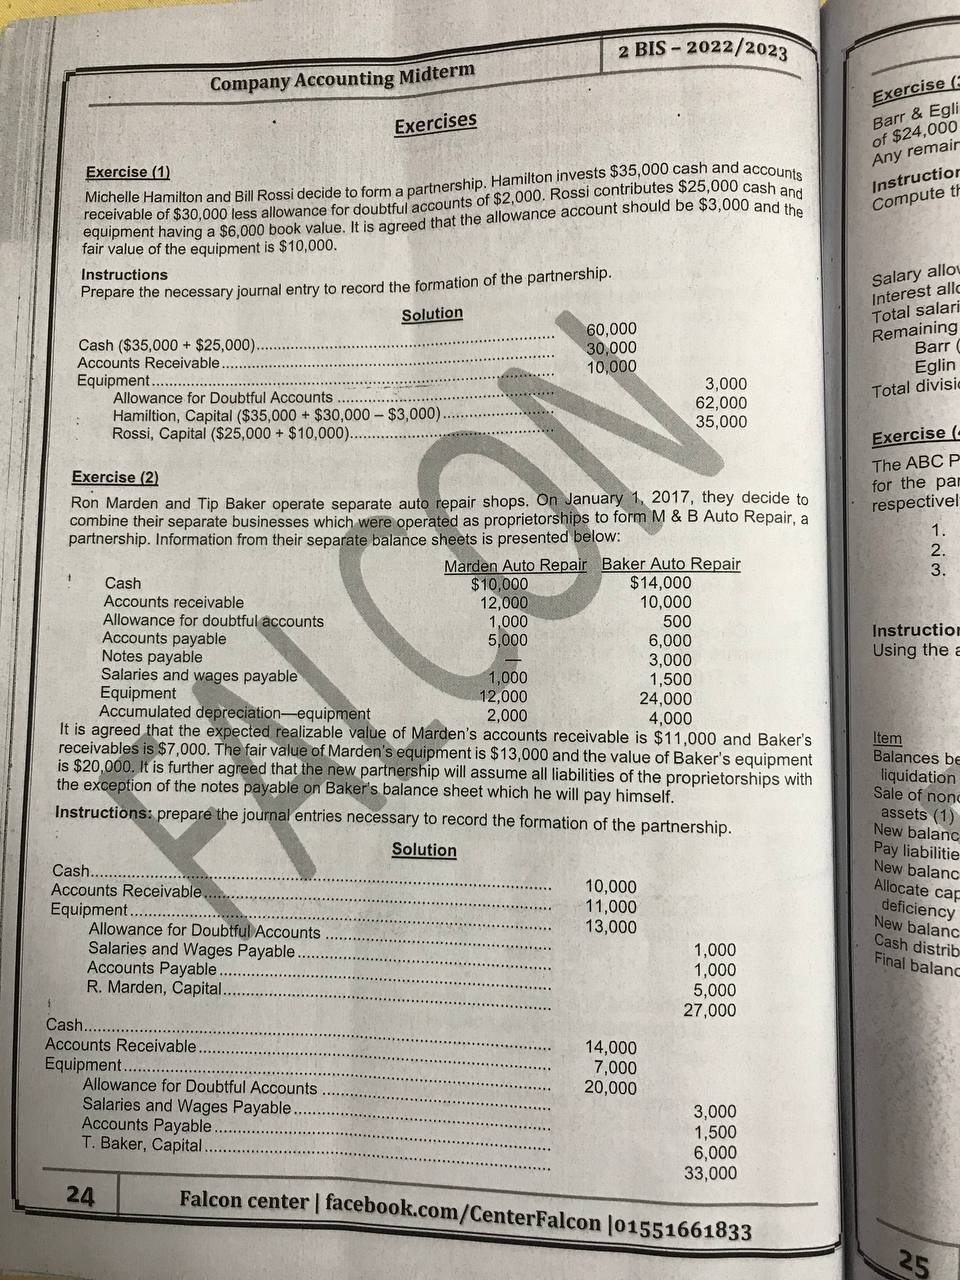 Company Accounting Midterm
2 BIS – 2022/2023
Exercises
Exercise (1)
Michelle Hamilton and Bill Rossi decide to form a partnership. Hamilton invests $35,000 cash and accounts
receivable of $30,000 less allowance for doubtful accounts of $2,000. Rossi contributes $25,000 cash and
equipment having a $6,000 book value. It is agreed that the allowance account should be $3,000 and the
fair value of the equipment is $10,000.
Instructions
Prepare the necessary journal entry to record the formation of the partnership.
Solution
Cash ($35,000 + $25,000) 60,000
Accounts Receivable 30,000
Equipment 10,000
Allowance for Doubtful Accounts 3,000
Hamiltion, Capital ($35,000 + $30,000 – $3,000) 62,000
Rossi, Capital ($25,000 + $10,000) 35,000
Exercise (2)
Ron Marden and Tip Baker operate separate auto repair shops. On January 1, 2017, they decide to
combine their separate businesses which were operated as proprietorships to form M & B Auto Repair, a
partnership. Information from their separate balance sheets is presented below:
Marden Auto Repair Baker Auto Repair
Cash $10,000 $14,000
Accounts receivable 12,000 10,000
Allowance for doubtful accounts 1,000 500
Accounts payable 5,000 6,000
Notes payable — 3,000
Salaries and wages payable 1,000 1,500
Equipment 12,000 24,000
Accumulated depreciation—equipment 2,000 4,000
It is agreed that the expected realizable value of Marden's accounts receivable is $11,000 and Baker's
receivables is $7,000. The fair value of Marden's equipment is $13,000 and the value of Baker's equipment
is $20,000. It is further agreed that the new partnership will assume all liabilities of the proprietorships with
the exception of the notes payable on Baker's balance sheet which he will pay himself.
Instructions: prepare the journal entries necessary to record the formation of the partnership.
Solution
Cash 10,000
Accounts Receivable 11,000
Equipment 13,000
Allowance for Doubtful Accounts 1,000
Salaries and Wages Payable 1,000
Accounts Payable 5,000
R. Marden, Capital 27,000
Cash 14,000
Accounts Receivable 7,000
Equipment 20,000
Allowance for Doubtful Accounts 3,000
Salaries and Wages Payable 1,500
Accounts Payable 6,000
T. Baker, Capital 33,000
24
Falcon center | facebook.com/CenterFalcon |01551661833
FALCON
Exercise (
Barr & Egli
of $24,000
Any remain
Instruction
Compute th
Salary allow
Interest allo
Total salari
Remaining
Barr (
Eglin
Total divisi
Exercise (
The ABC P
for the par
respectivel
1.
2.
3.
Instruction
Using the a
Item
Balances be
liquidation
Sale of nonc
assets (1)
New balanc
Pay liabilitie
New balanc
Allocate cap
deficiency
New balanc
Cash distrib
Final balanc
25